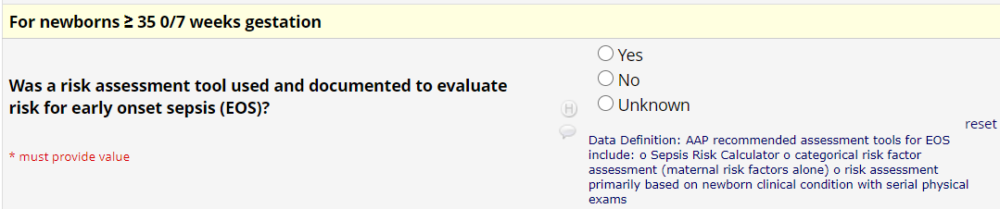 For newborns ≥ 35 0/7 weeks gestation
Was a risk assessment tool used and documented to evaluate
risk for early onset sepsis (EOS)?
* must provide value
H
Yes
No
Unknown
reset
Data Definition: AAP recommended assessment tools for EOS
include: o Sepsis Risk Calculator o categorical risk factor
assessment (maternal risk factors alone) o risk assessment
primarily based on newborn clinical condition with serial physical
exams